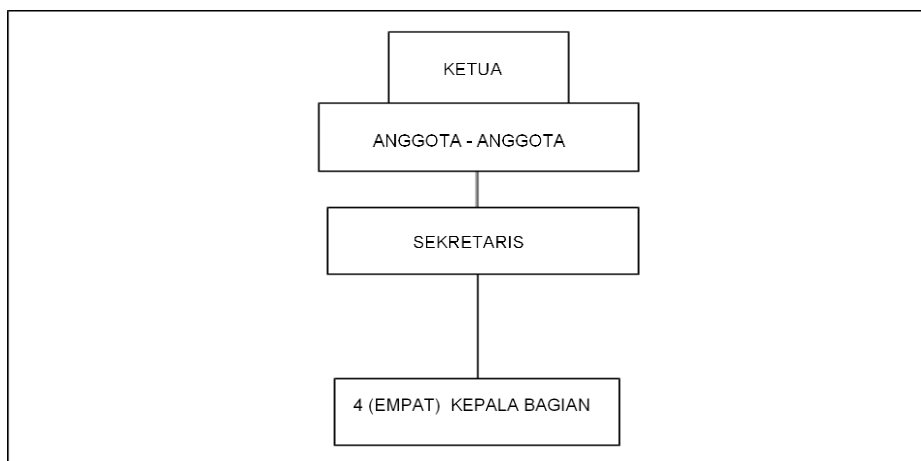 KETUA
ANGGOTA - ANGGOTA
SEKRETARIS
4 (EMPAT) KEPALA BAGIAN